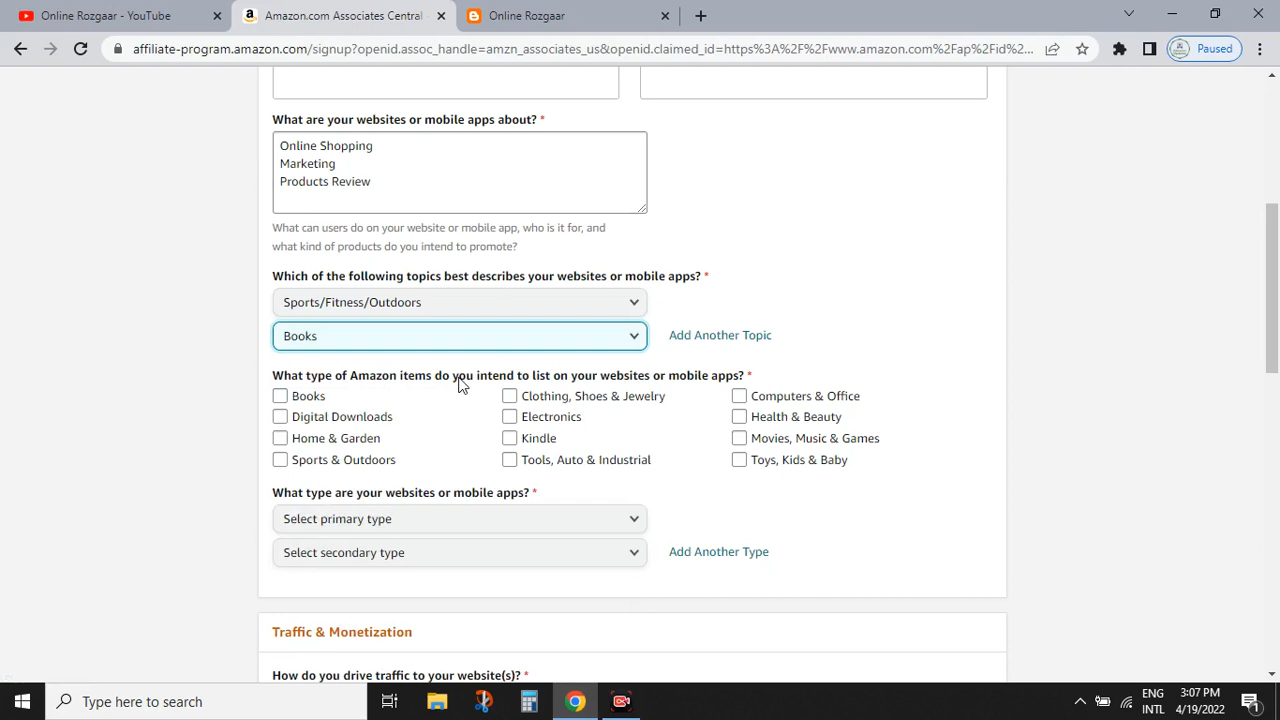 Online Rozgaar - YouTube
Amazon.com Associates Central -
Online Rozgaar
affiliate-program.amazon.com/signup?openid.assoc_handle=amzn_associates_us&openid.claimed_id=https%3A%2F%2Fwww.amazon.com%2Fap%2Fid%2...
Paused
What are your websites or mobile apps about? *
Online Shopping
Marketing
Products Review
What can users do on your website or mobile app, who is it for, and
what kind of products do you intend to promote?
Which of the following topics best describes your websites or mobile apps? *
Sports/Fitness/Outdoors
Books
Add Another Topic
What type of Amazon items do you intend to list on your websites or mobile apps? *
Books
Clothing, Shoes & Jewelry
Computers & Office
Digital Downloads
Electronics
Health & Beauty
Home & Garden
Kindle
Movies, Music & Games
Sports & Outdoors
Tools, Auto & Industrial
Toys, Kids & Baby
What type are your websites or mobile apps? *
Select primary type
Select secondary type
Add Another Type
Traffic & Monetization
How do you drive traffic to your website(s)? *
Type here to search
ENG
INTL
3:07 PM
4/19/2022
1